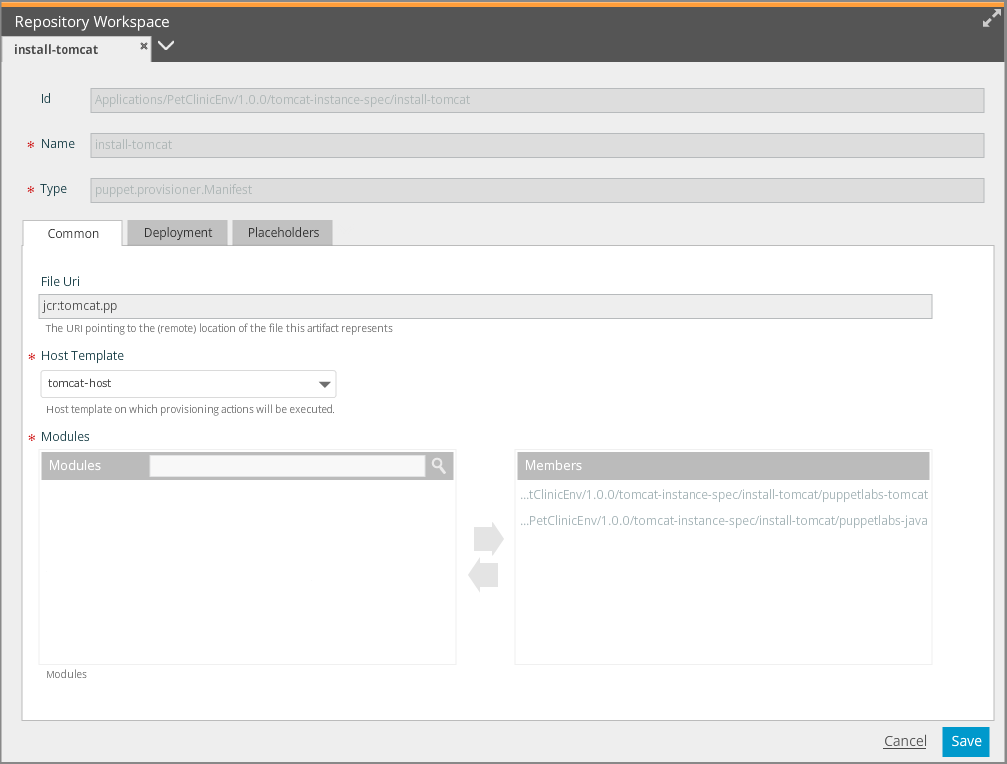 Repository Workspace
install-tomcat
Id
Applications/PetClinicEnv/1.0.0/tomcat-instance-spec/install-tomcat
* Name
install-tomcat
* Type
puppet.provisioner.Manifest
Common Deployment Placeholders
File Uri
jcr:tomcat.pp
The URI pointing to the (remote) location of the file this artifact represents
* Host Template
tomcat-host
Host template on which provisioning actions will be executed.
* Modules
Modules
Members
...tClinicEnv/1.0.0/tomcat-instance-spec/install-tomcat/puppetlabs-tomcat
...PetClinicEnv/1.0.0/tomcat-instance-spec/install-tomcat/puppetlabs-java
Modules
Cancel Save